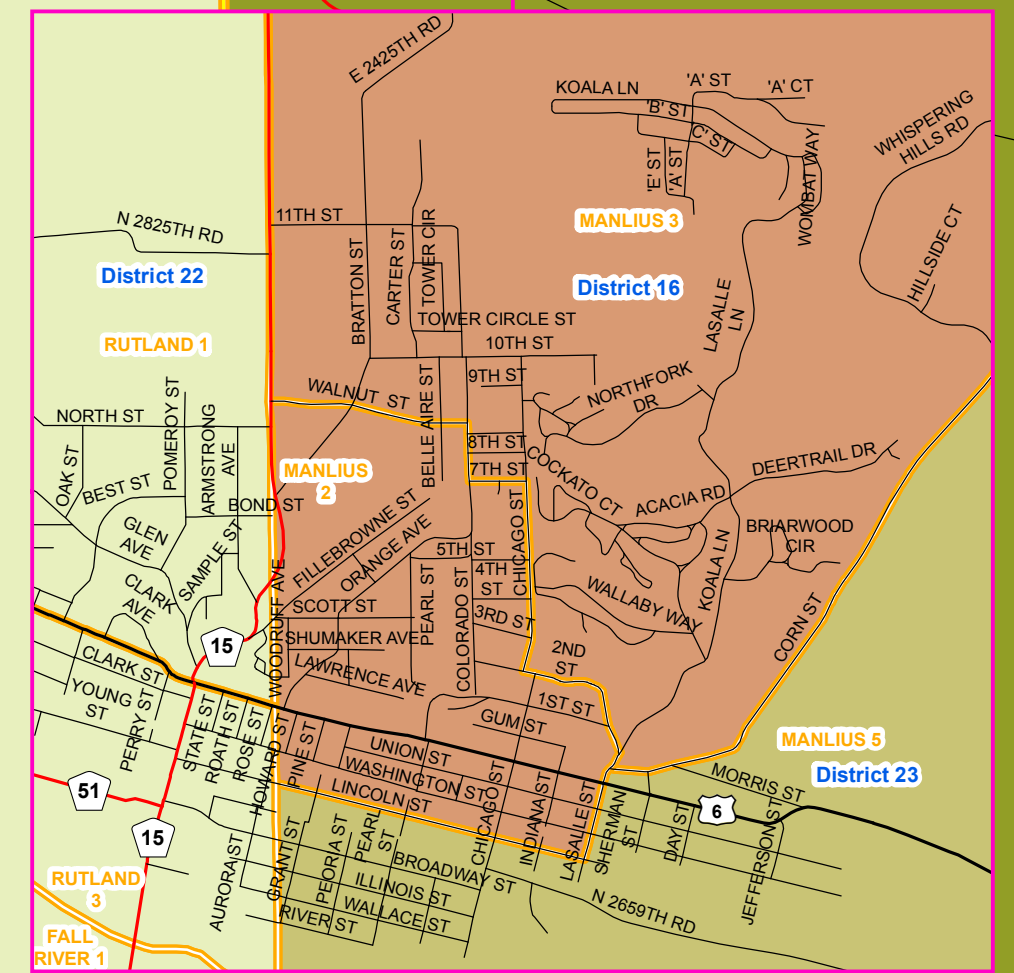 E 2425TH RD
KOALA LN
'A' ST
'A' CT
'B' ST
'C' ST
'E' ST
'A' ST
WOMBAT WAY
WHISPERING
HILLS RD
HILLSIDE CT
N 2825TH RD
11TH ST
MANLIUS 3
District 22
District 16
BRATTON ST
CARTER ST
TOWER CIR
LASALLE
LN
TOWER CIRCLE ST
RUTLAND 1
10TH ST
9TH ST
WALNUT ST
BELLE AIRE ST
NORTHFORK
DR
NORTH ST
POMEROY ST
ARMSTRONG
AVE
8TH ST
7TH ST
OAK ST
BEST ST
MANLIUS
2
COCKATO CT
DEERTRAIL DR
BOND ST
ACACIA RD
CHICAGO ST
GLEN
AVE
SAMPLE ST
FILLEBROWNE ST
ORANGE AVE
BRIARWOOD
CIR
5TH ST
4TH
ST
CLARK
AVE
WOODRUFF AVE
SCOTT ST
PEARL ST
COLORADO ST
3RD ST
WALLABY WAY
KOALA LN
CORN ST
15
SHUMAKER AVE
2ND
ST
CLARK ST
LAWRENCE AVE
YOUNG
ST
PERRY ST
STATE ST
ROATH ST
ROSE ST
HOWARD ST
PINE ST
1ST ST
GUM ST
UNION ST
WASHINGTON ST
LINCOLN ST
CHICAGO ST
INDIANA ST
LASALLE ST
SHERMAN
ST
DAY ST
MORRIS ST
MANLIUS 5
District 23
6
51
15
JEFFERSON ST
AURORA ST
GRANT ST
PEORIA ST
PEARL
ST
BROADWAY ST
ILLINOIS ST
WALLACE ST
RIVER ST
N 2659TH RD
RUTLAND
3
FALL
RIVER 1